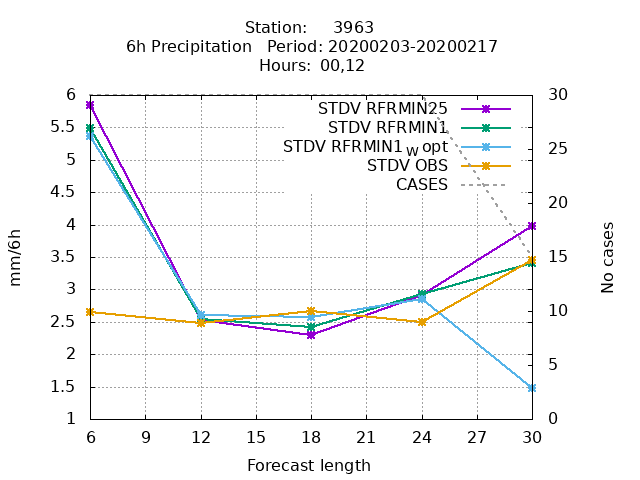 Station: 3963
6h Precipitation Period: 20200203-20200217
Hours: 00,12
STDV RFRMIN25
STDV RFRMIN1
STDV RFRMIN1_W opt
STDV OBS
CASES
mm/6h
6
5.5
5
4.5
4
3.5
3
2.5
2
1.5
1
30
25
20
15
10
5
0
No cases
6 9 12 15 18 21 24 27 30
Forecast length